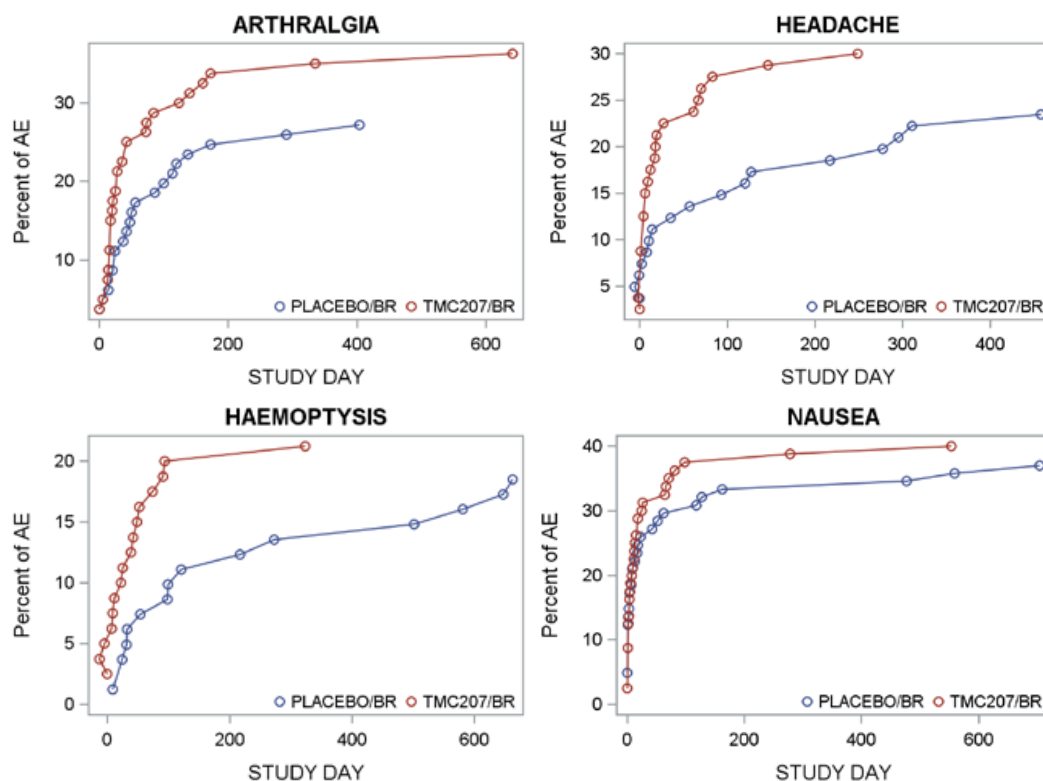 ARTHRALGIA
Percent of AE
30
20
10
PLACEBO/BR TMC207/BR
0 200 400 600
STUDY DAY
HEADACHE
Percent of AE
30
25
20
15
10
5
PLACEBO/BR TMC207/BR
0 100 200 300 400
STUDY DAY
HAEMOPTYSIS
Percent of AE
20
15
10
5
0
PLACEBO/BR TMC207/BR
0 200 400 600
STUDY DAY
NAUSEA
Percent of AE
40
30
20
10
0
PLACEBO/BR TMC207/BR
0 200 400 600
STUDY DAY